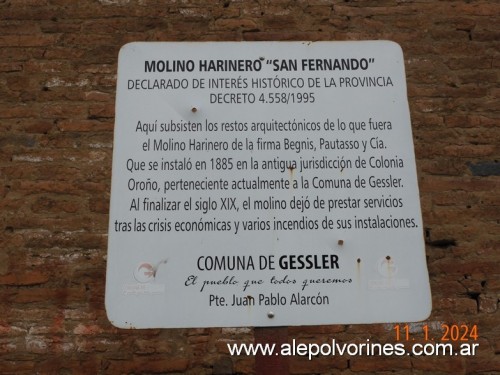 MOLINO HARINERO "SAN FERNANDO"
DECLARADO DE INTERÉS HISTÓRICO DE LA PROVINCIA
DECRETO 4.558/1995
Aquí subsisten los restos arquitectónicos de lo que fuera
el Molino Harinero de la firma Begnis, Pautasso y Cía.
Que se instaló en 1885 en la antigua jurisdicción de Colonia
Oroño, perteneciente actualmente a la Comuna de Gessler.
Al finalizar el siglo XIX, el molino dejó de prestar servicios
tras las crisis económicas y varios incendios de sus instalaciones.
COMUNA DE GESSLER
El pueblo que todos queremos
Pte. Juan Pablo Alarcón
11 1 2024
www.alepolvorines.com.ar